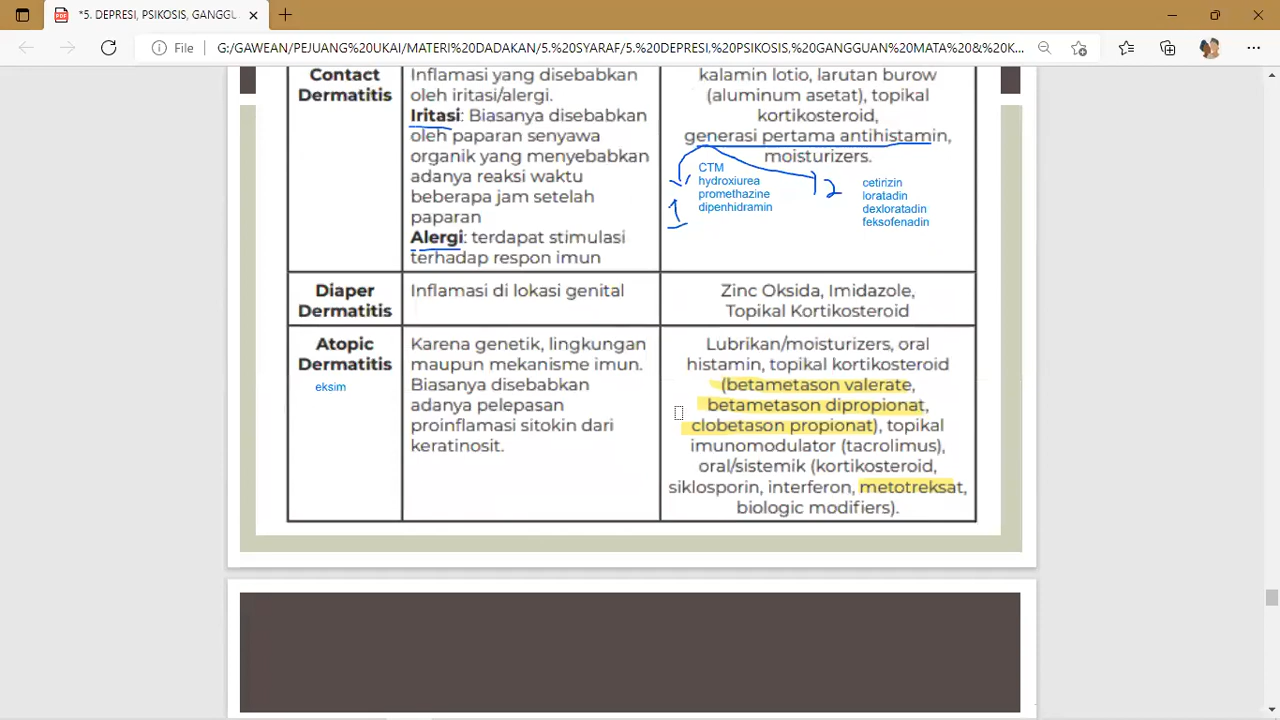 *5. DEPRESI, PSIKOSIS, GANGGU
File
G:/GAWEAN/PEJUANG%20UKAI/MATERI%20DADAKAN/5.%20SYARAF/5.%20DEPRESI,%20PSIKOSIS,%20GANGGUAN%20MATA%20&%20K...
Contact
Dermatitis
Inflamasi yang disebabkan
oleh iritasi/alergi.
Iritasi: Biasanya disebabkan
oleh paparan senyawa
organik yang menyebabkan
adanya reaksi waktu
beberapa jam setelah
paparan
Alergi: terdapat stimulasi
terhadap respon imun
kalamin lotio, larutan burow
(aluminum asetat), topikal
kortikosteroid,
generasi pertama antihistamin,
moisturizers.
1
CTM
hydroxiurea
promethazine
dipenhidramin
2
cetirizin
loratadin
dexloratadin
feksofenadin
Diaper
Dermatitis
Inflamasi di lokasi genital
Zinc Oksida, Imidazole,
Topikal Kortikosteroid
Atopic
Dermatitis
eksim
Karena genetik, lingkungan
maupun mekanisme imun.
Biasanya disebabkan
adanya pelepasan
proinflamasi sitokin dari
keratinosit.
Lubrikan/moisturizers, oral
histamin, topikal kortikosteroid
(betametason valerate,
betametason dipropionat,
clobetason propionat), topikal
imunomodulator (tacrolimus),
oral/sistemik (kortikosteroid,
siklosporin, interferon, metotreksat,
biologic modifiers).